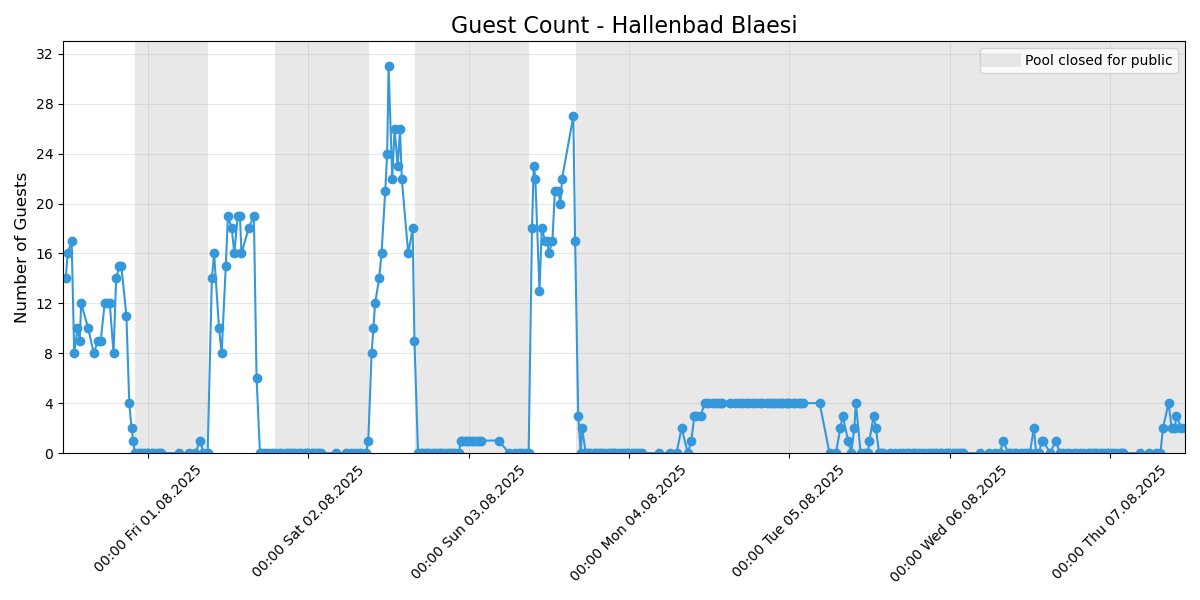 Guest Count - Hallenbad Blaesi
Pool closed for public
Number of Guests
32
28
24
20
16
12
8
4
0
00:00 Fri 01.08.2025
00:00 Sat 02.08.2025
00:00 Sun 03.08.2025
00:00 Mon 04.08.2025
00:00 Tue 05.08.2025
00:00 Wed 06.08.2025
00:00 Thu 07.08.2025